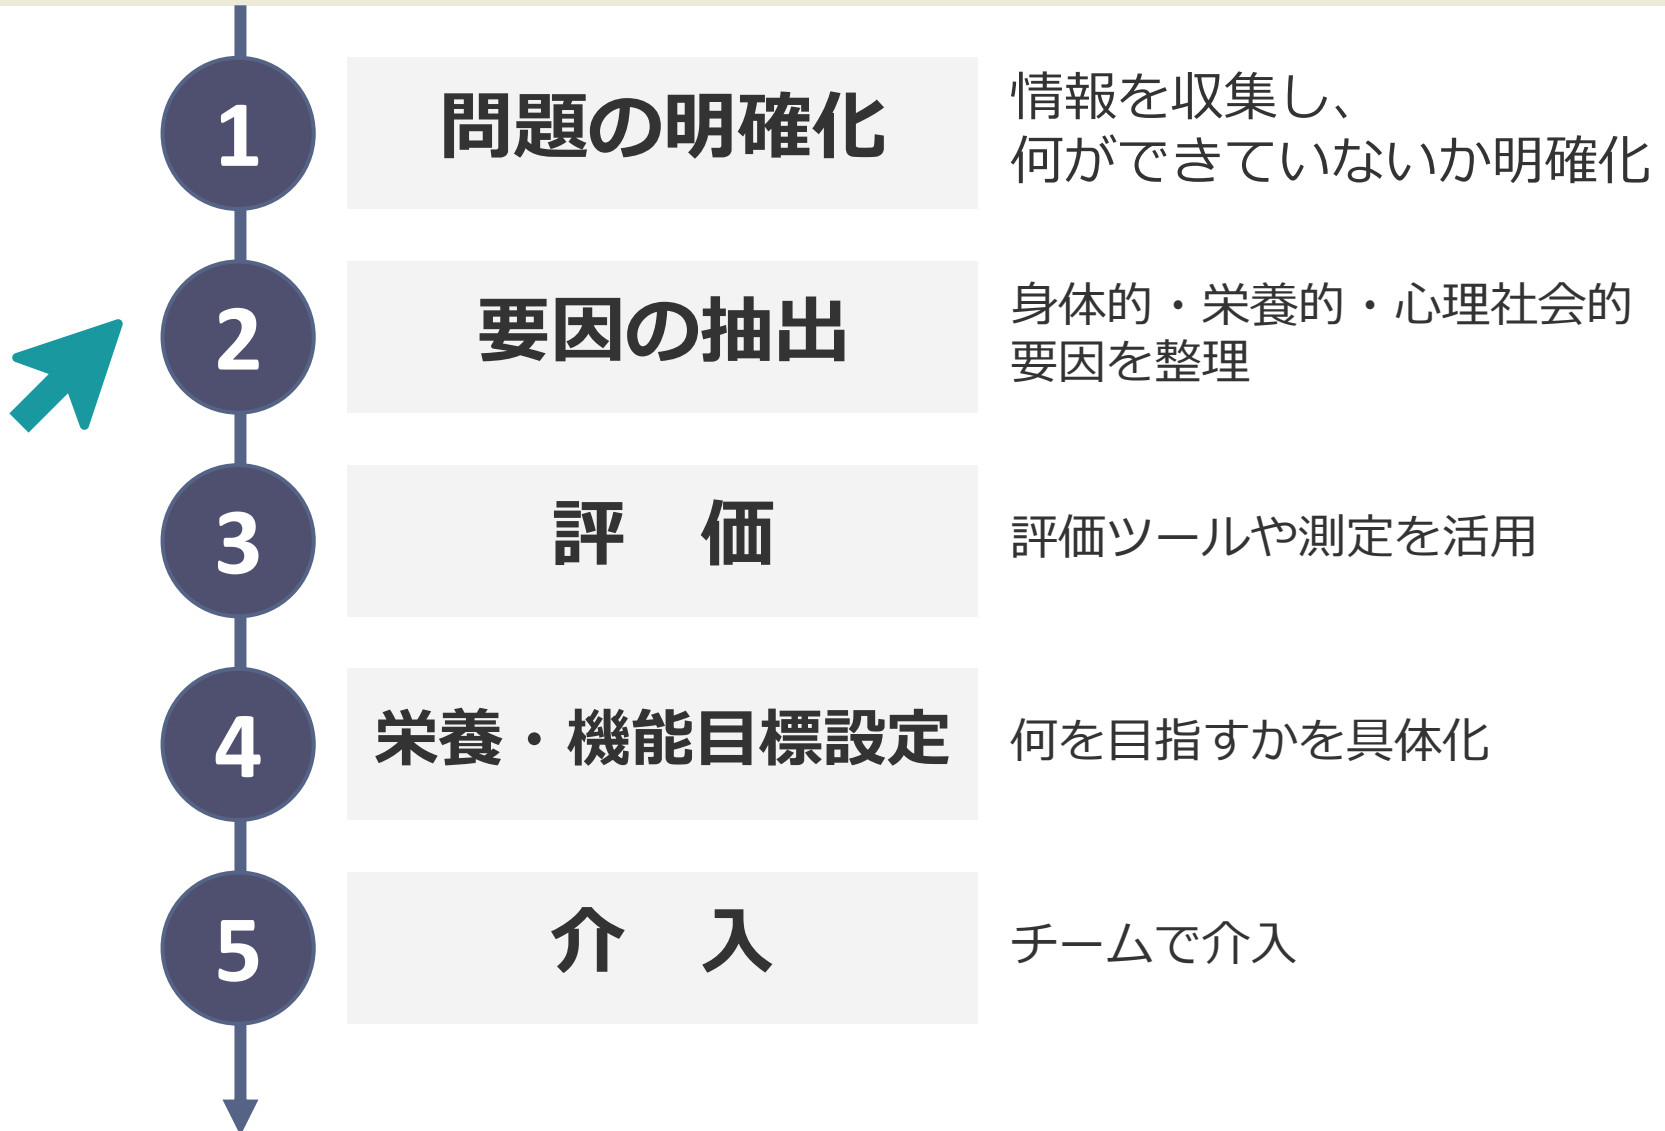 1
問題の明確化
情報を収集し、
何ができていないか明確化
2
要因の抽出
身体的・栄養的・心理社会的
要因を整理
3
評　価
評価ツールや測定を活用
4
栄養・機能目標設定
何を目指すかを具体化
5
介　入
チームで介入